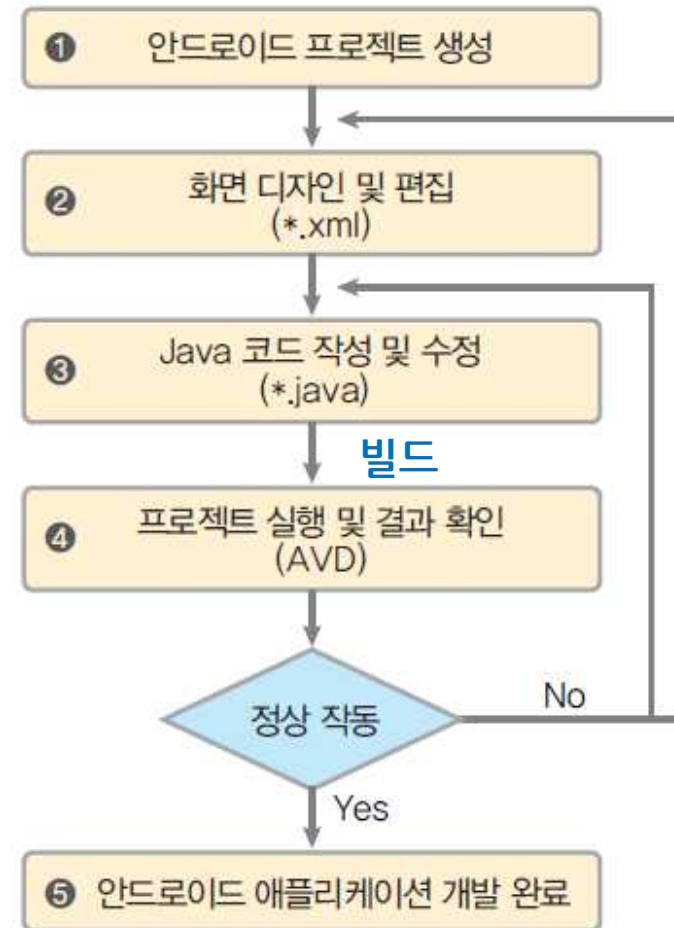 ❶ 안드로이드 프로젝트 생성
❷ 화면 디자인 및 편집
(*.xml)
❸ Java 코드 작성 및 수정
(*.java)
빌드
❹ 프로젝트 실행 및 결과 확인
(AVD)
정상 작동
No
Yes
❺ 안드로이드 애플리케이션 개발 완료